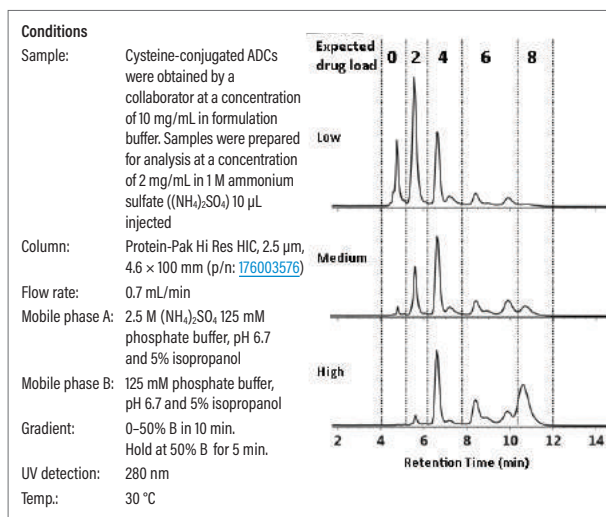 Conditions
Sample: Cysteine-conjugated ADCs
were obtained by a
collaborator at a concentration
of 10 mg/mL in formulation
buffer. Samples were prepared
for analysis at a concentration
of 2 mg/mL in 1 M ammonium
sulfate ((NH₄)₂SO₄) 10 µL
injected
Column: Protein-Pak Hi Res HIC, 2.5 µm,
4.6 × 100 mm (p/n: 176003576)
Flow rate: 0.7 mL/min
Mobile phase A: 2.5 M (NH₄)₂SO₄ 125 mM
phosphate buffer, pH 6.7
and 5% isopropanol
Mobile phase B: 125 mM phosphate buffer,
pH 6.7 and 5% isopropanol
Gradient: 0–50% B in 10 min.
Hold at 50% B for 5 min.
UV detection: 280 nm
Temp.: 30 °C
Expected
drug load
0 2 4 6 8
Low
Medium
High
2 4 6 8 10 12 14
Retention Time (min)